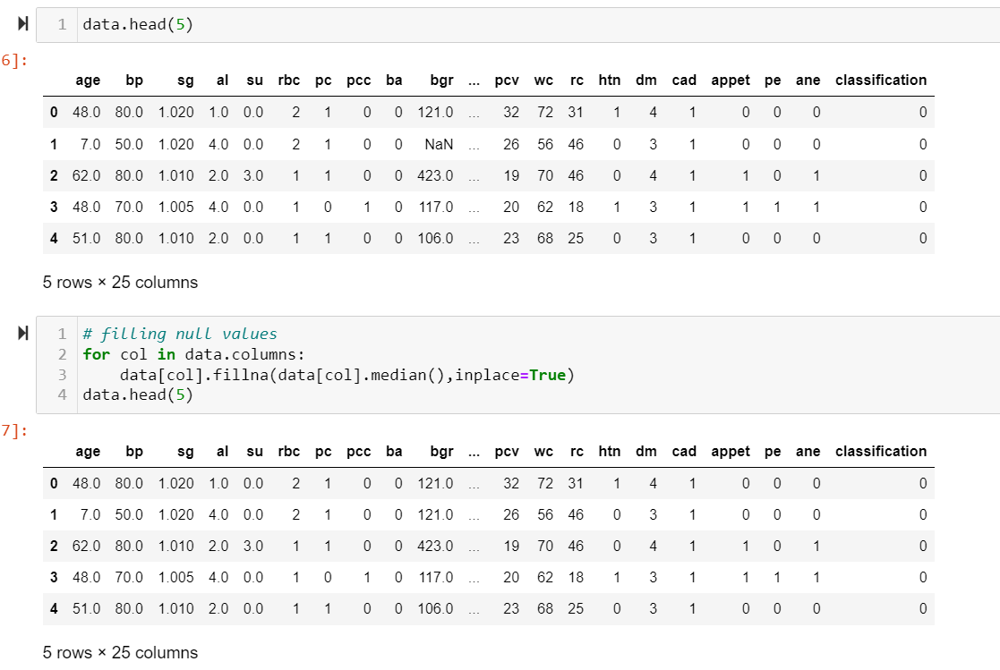 1 data.head(5)
6]:
age bp sg al su rbc pc pcc ba bgr ... pcv wc rc htn dm cad appet pe ane classification
0 48.0 80.0 1.020 1.0 0.0 2 1 0 0 121.0 ... 32 72 31 1 4 1 0 0 0 0
1 7.0 50.0 1.020 4.0 0.0 2 1 0 0 NaN ... 26 56 46 0 3 1 0 0 0 0
2 62.0 80.0 1.010 2.0 3.0 1 1 0 0 423.0 ... 19 70 46 0 4 1 1 0 1 0
3 48.0 70.0 1.005 4.0 0.0 1 0 1 0 117.0 ... 20 62 18 1 3 1 1 1 1 0
4 51.0 80.0 1.010 2.0 0.0 1 1 0 0 106.0 ... 23 68 25 0 3 1 0 0 0 0
5 rows × 25 columns
1 # filling null values
2 for col in data.columns:
3 data[col].fillna(data[col].median(),inplace=True)
4 data.head(5)
7]:
age bp sg al su rbc pc pcc ba bgr ... pcv wc rc htn dm cad appet pe ane classification
0 48.0 80.0 1.020 1.0 0.0 2 1 0 0 121.0 ... 32 72 31 1 4 1 0 0 0 0
1 7.0 50.0 1.020 4.0 0.0 2 1 0 0 121.0 ... 26 56 46 0 3 1 0 0 0 0
2 62.0 80.0 1.010 2.0 3.0 1 1 0 0 423.0 ... 19 70 46 0 4 1 1 0 1 0
3 48.0 70.0 1.005 4.0 0.0 1 0 1 0 117.0 ... 20 62 18 1 3 1 1 1 1 0
4 51.0 80.0 1.010 2.0 0.0 1 1 0 0 106.0 ... 23 68 25 0 3 1 0 0 0 0
5 rows × 25 columns